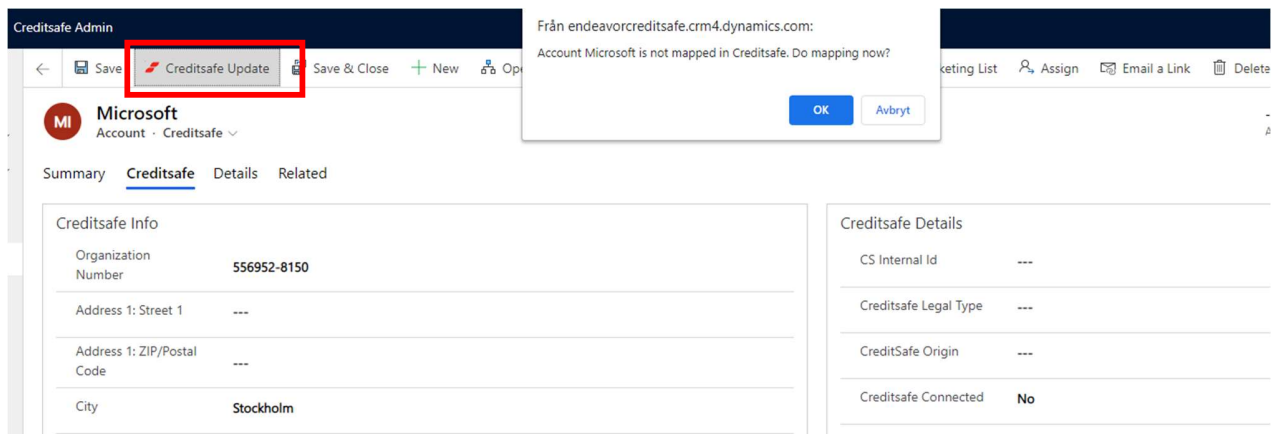 Creditsafe Admin
Från endeavorcreditsafe.crm4.dynamics.com:
Account Microsoft is not mapped in Creditsafe. Do mapping now?
OK Avbryt
Save Creditsafe Update Save & Close New Ope keting List Assign Email a Link Delete
MI Microsoft
Account · Creditsafe
Summary Creditsafe Details Related
Creditsafe Info
Organization
Number
556952-8150
Address 1: Street 1 ---
Address 1: ZIP/Postal
Code
---
City Stockholm
Creditsafe Details
CS Internal Id ---
Creditsafe Legal Type ---
CreditSafe Origin ---
Creditsafe Connected No